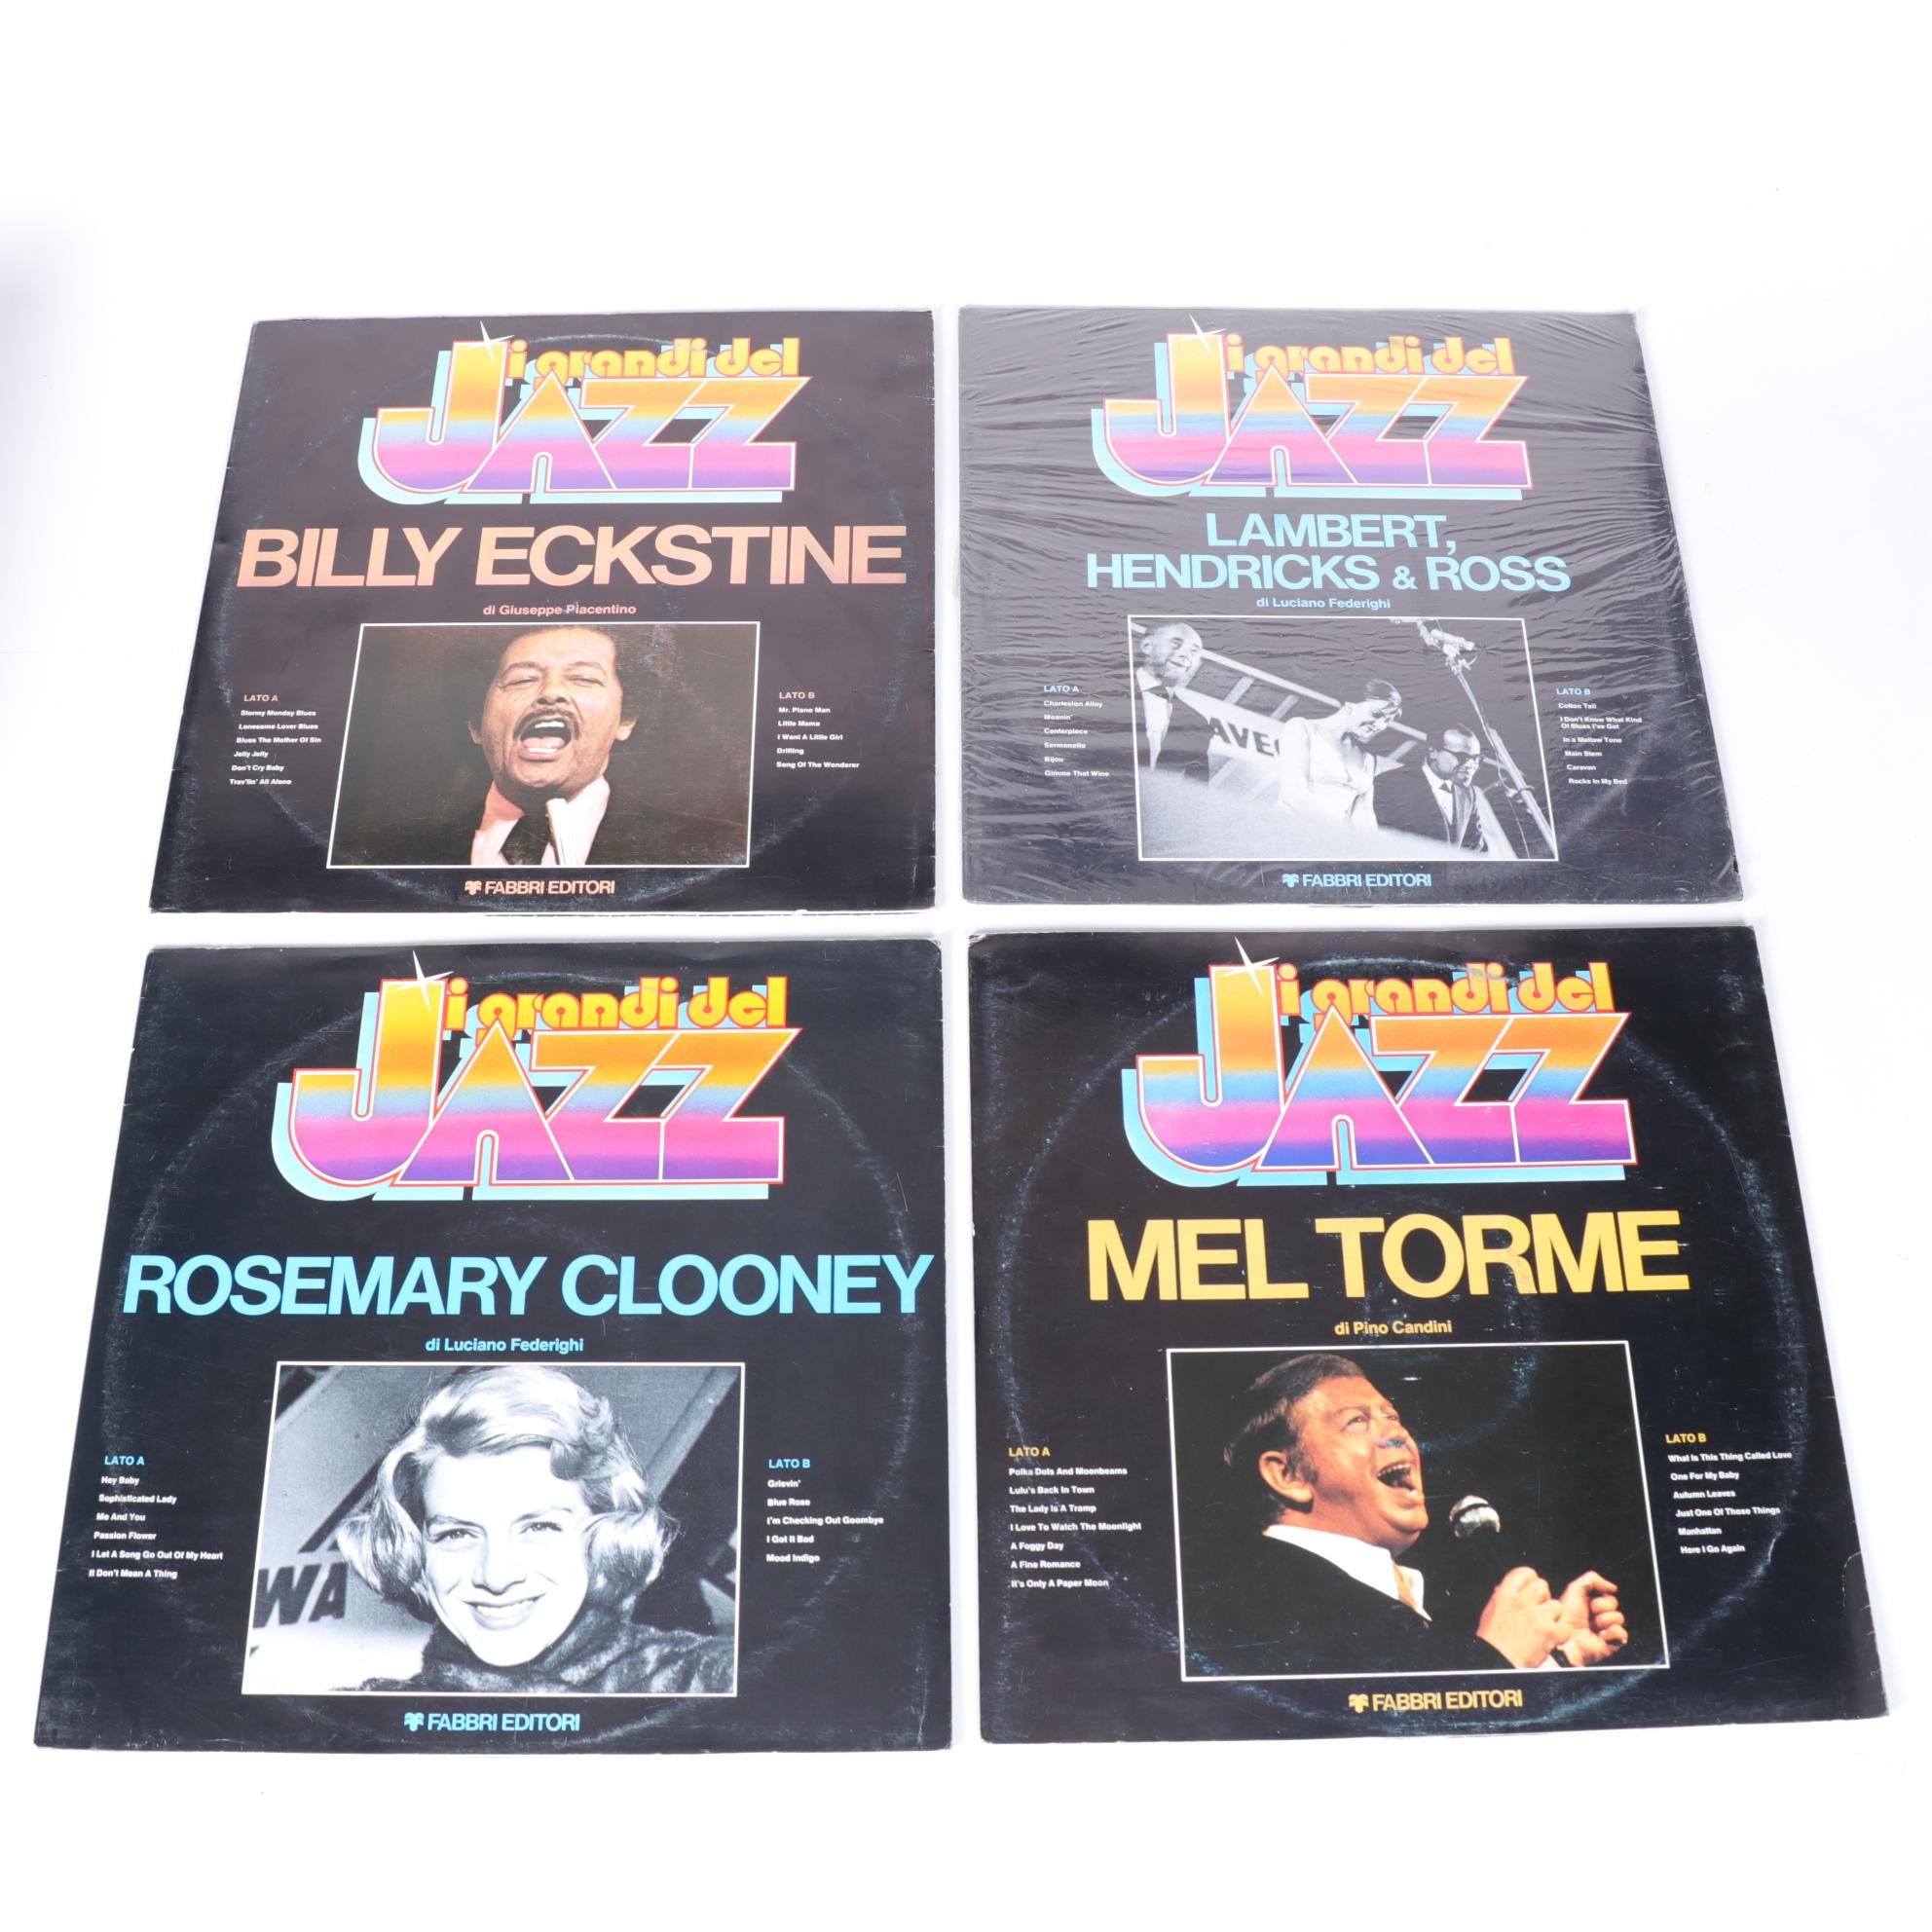 i grandi del
JAZZ
BILLY ECKSTINE
di Giuseppe Piacentino
LATO A
Stormy Monday Blues
Lonesome Lover Blues
Blues The Mother Of Sin
Jelly Jelly
Don't Cry Baby
Trav'lin' All Alone
LATO B
Mr. Piano Man
Little Mama
I Want A Little Girl
Drifting
Song Of The Wanderer
FABBRI EDITORI
i grandi del
JAZZ
LAMBERT,
HENDRICKS & ROSS
di Luciano Federighi
LATO A
Charleston Alley
Moanin'
Centerpiece
Sermonette
Bijou
Gimme That Wine
AVEC
LATO B
Cotton Tail
I Don't Know What Kind
Of Blues I've Got
In a Mellow Tone
Main Stem
Caravan
Rocks In My Bed
FABBRI EDITORI
i grandi del
JAZZ
ROSEMARY CLOONEY
di Luciano Federighi
LATO A
Hey Baby
Sophisticated Lady
Me And You
Passion Flower
I Let A Song Go Out Of My Heart
It Don't Mean A Thing
WA
LATO B
Grievin'
Blue Rose
I'm Checking Out Goombye
I Got It Bad
Mood Indigo
FABBRI EDITORI
i grandi del
JAZZ
MEL TORME
di Pino Candini
LATO A
Polka Dots And Moonbeams
Lulu's Back In Town
The Lady Is A Tramp
I Love To Watch The Moonlight
A Foggy Day
A Fine Romance
It's Only A Paper Moon
LATO B
What Is This Thing Called Love
One For My Baby
Autumn Leaves
Just One Of Those Things
Manhattan
Here I Go Again
FABBRI EDITORI